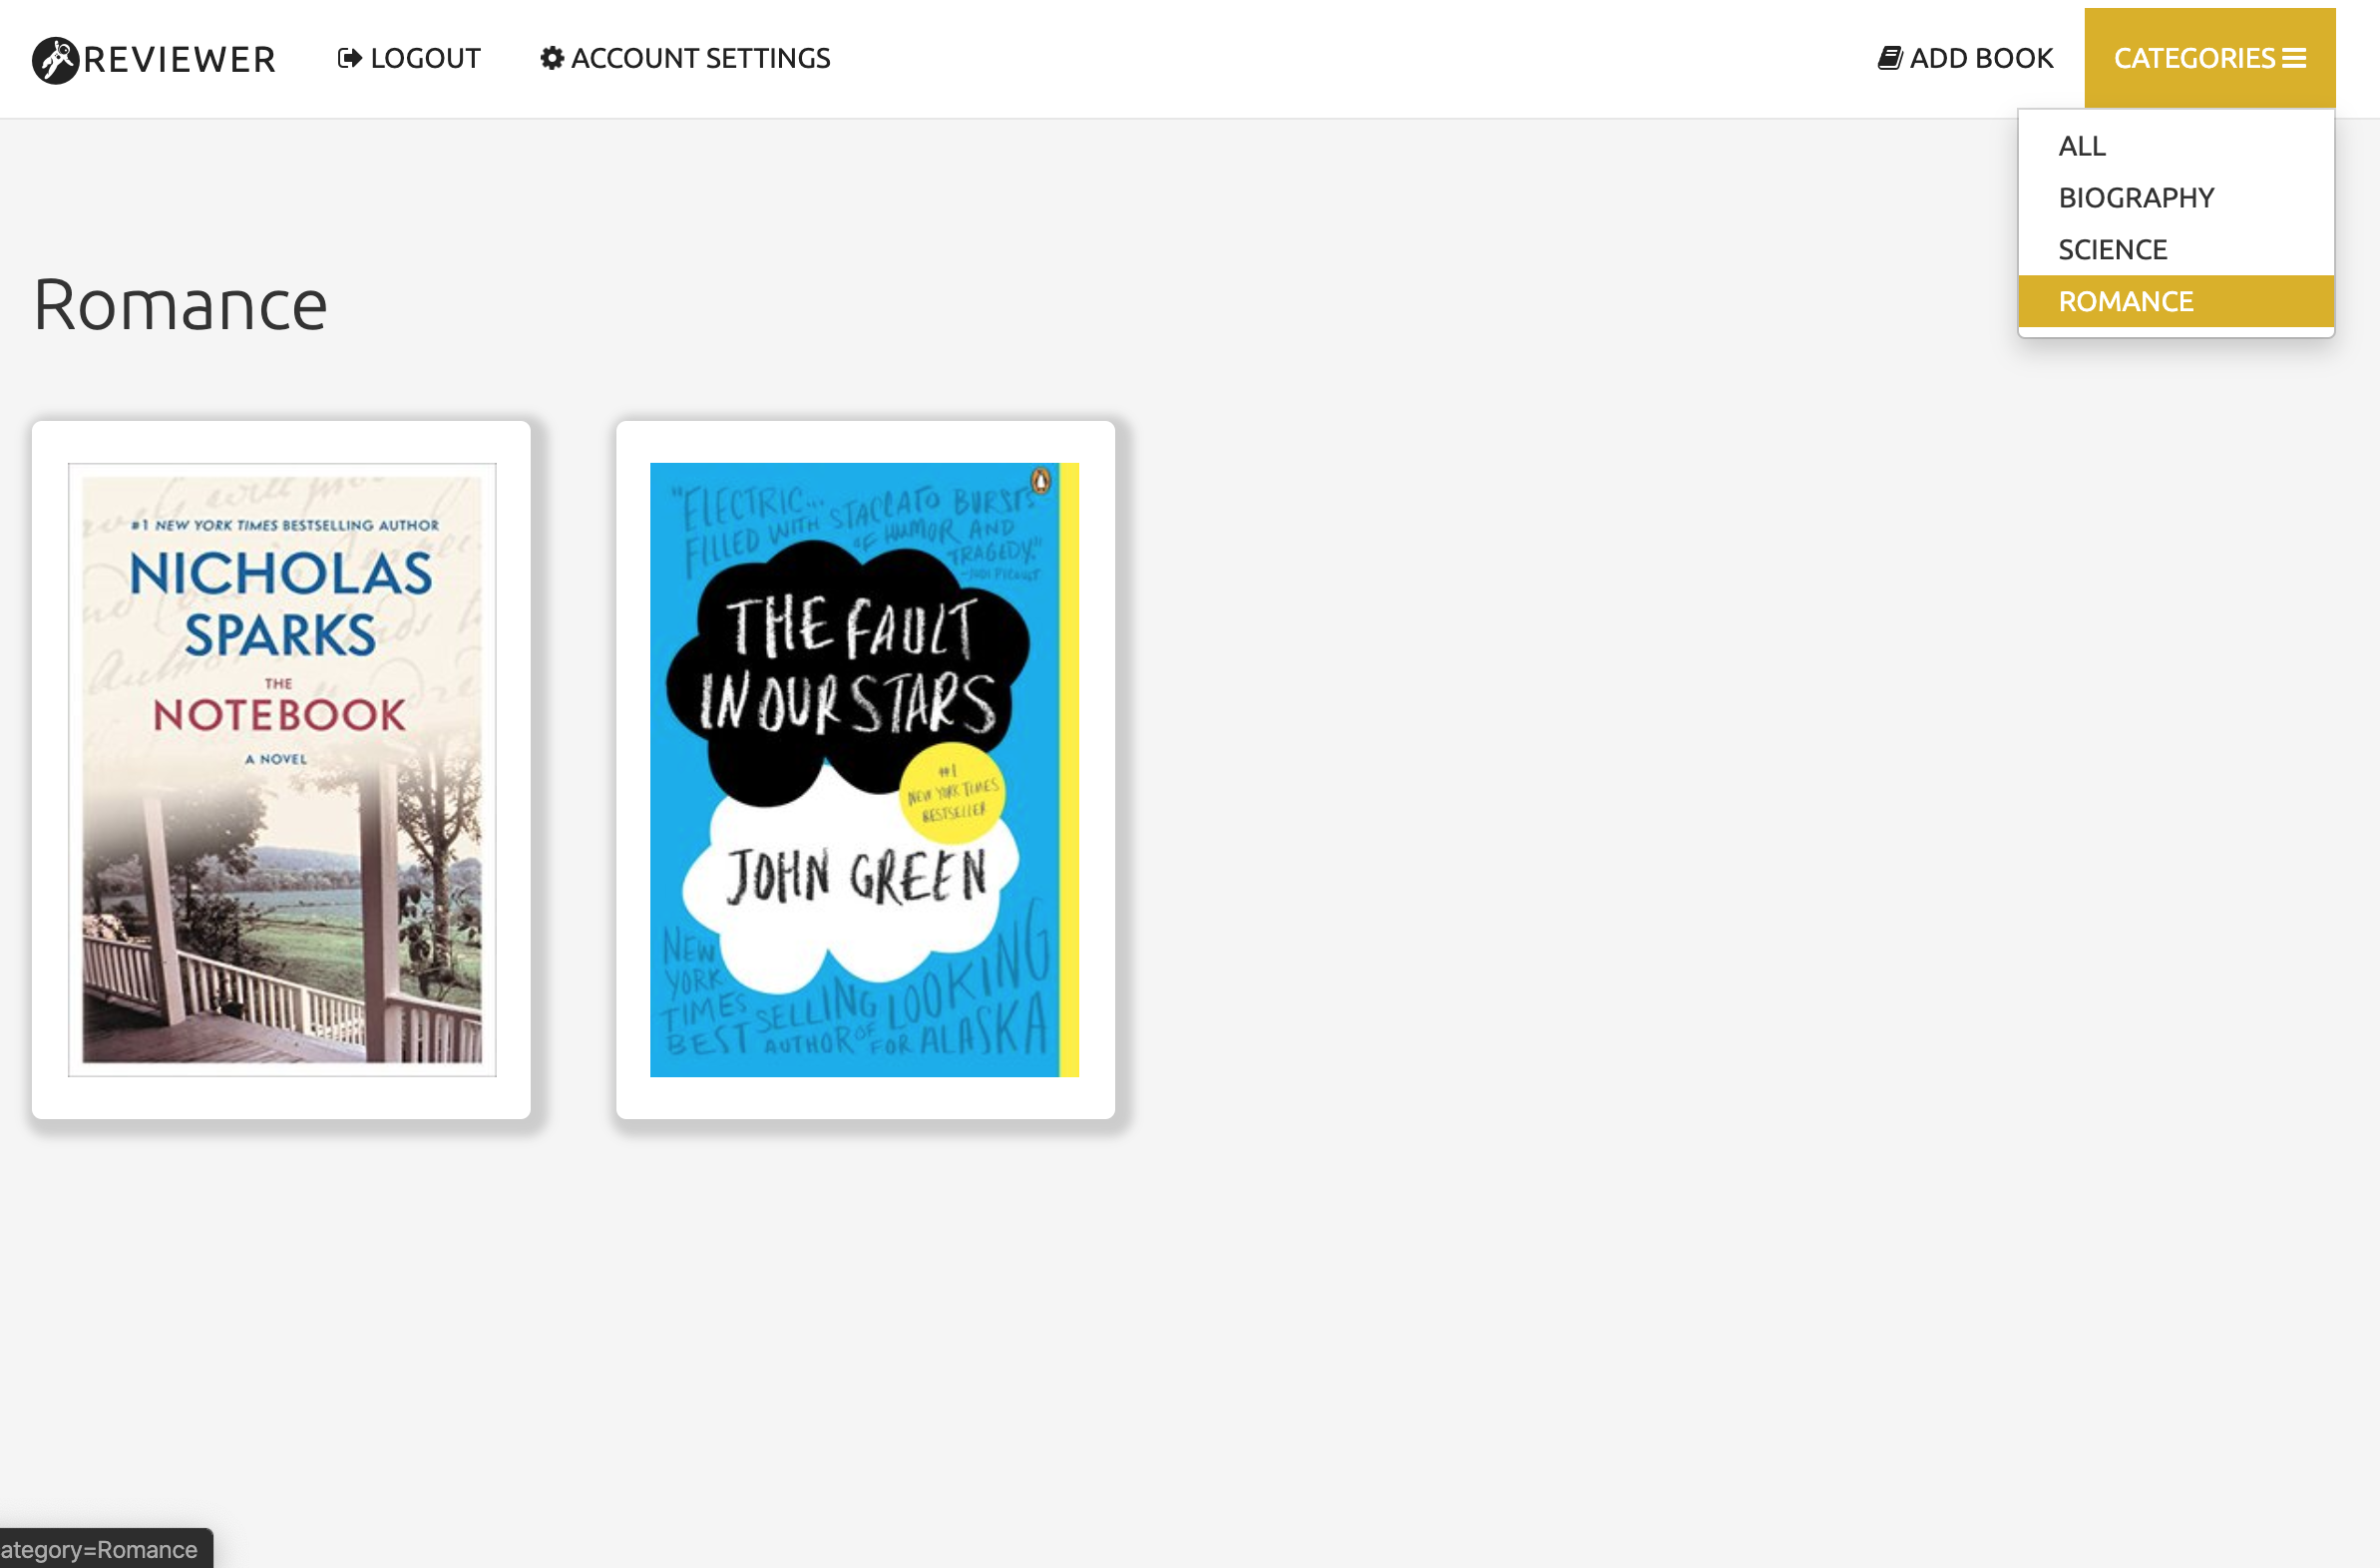 REVIEWER
LOGOUT
ACCOUNT SETTINGS
ADD BOOK
CATEGORIES
ALL
BIOGRAPHY
SCIENCE
ROMANCE
Romance
#1 NEW YORK TIMES BESTSELLING AUTHOR
NICHOLAS
SPARKS
THE
NOTEBOOK
A NOVEL
"ELECTRIC... STACCATO BURSTS
FILLED WITH OF HUMOR AND
TRAGEDY."
-JODI PICOULT
THE FAULT
IN OUR STARS
#1
NEW YORK TIMES
BESTSELLER
JOHN GREEN
NEW
YORK
TIMES
BESTSELLING
AUTHOR OF
LOOKING
FOR ALASKA
ategory=Romance